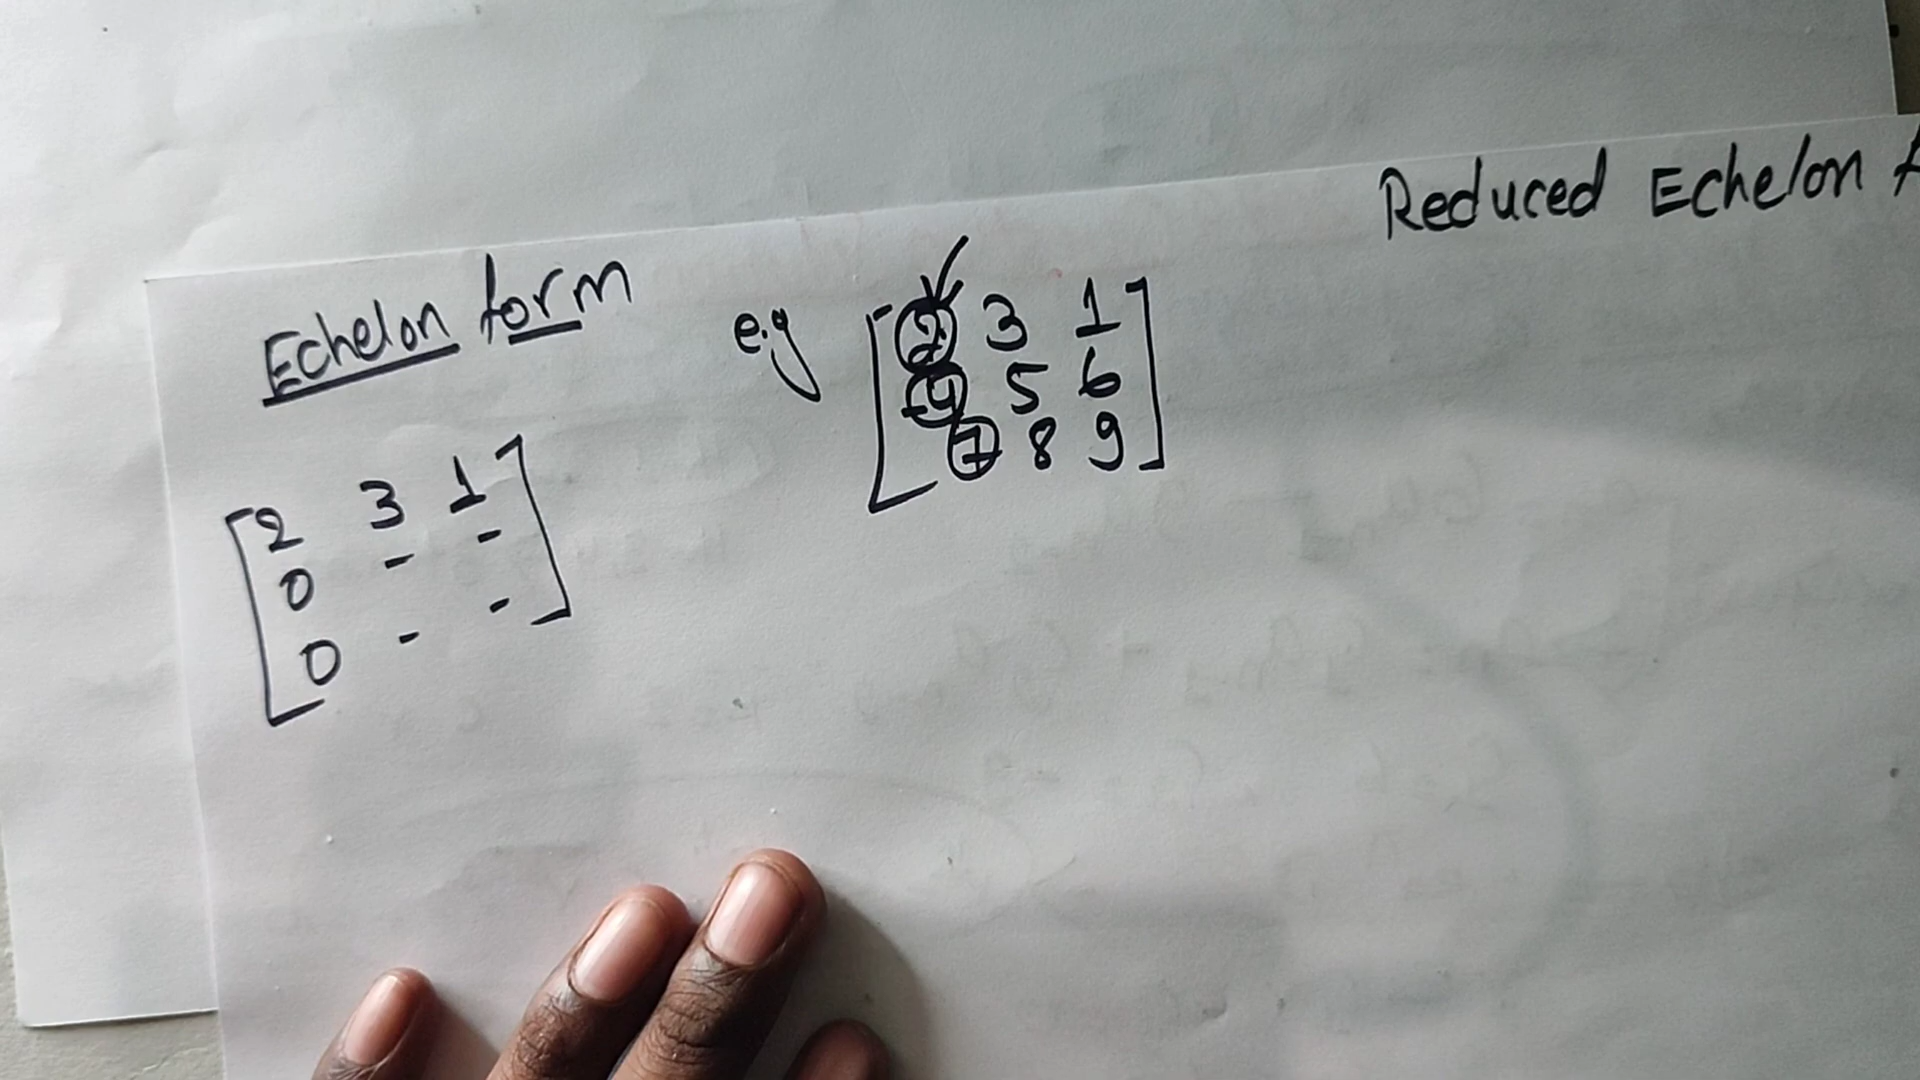 Reduced Echelon
Echelon form
e.g
2 3 1
4 5 6
7 8 9
2 3 1
0 - -
0 - -